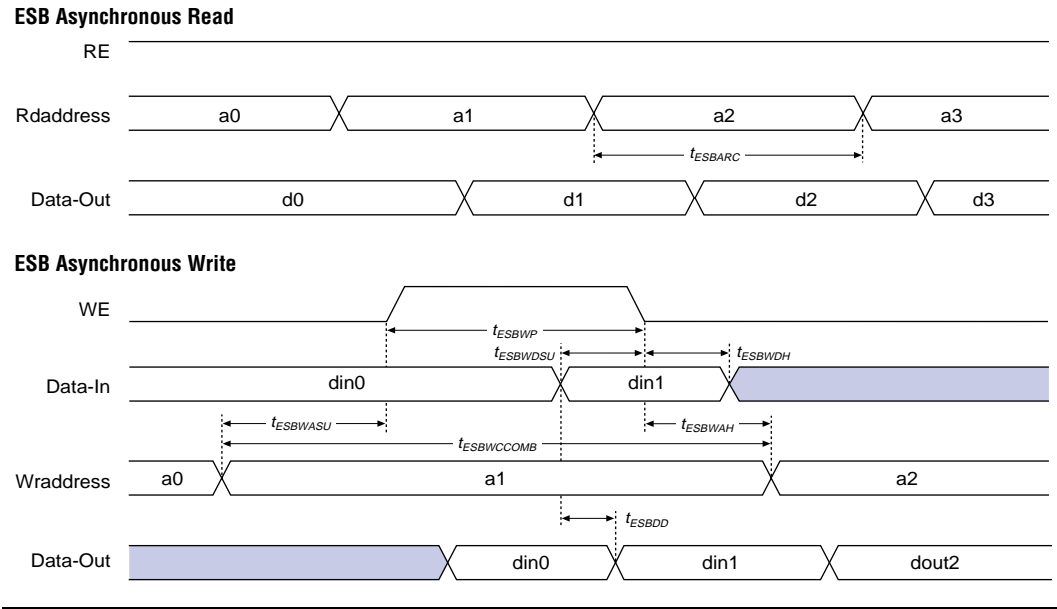 ESB Asynchronous Read
RE
Rdaddress a0 a1 a2 a3
tESBARC
Data-Out d0 d1 d2 d3
ESB Asynchronous Write
WE
tESBWP
tESBWDSU tESBWDH
Data-In din0 din1
tESBWASU tESBWAH
tESBWCCOMB
Wraddress a0 a1 a2
tESBDD
Data-Out din0 din1 dout2